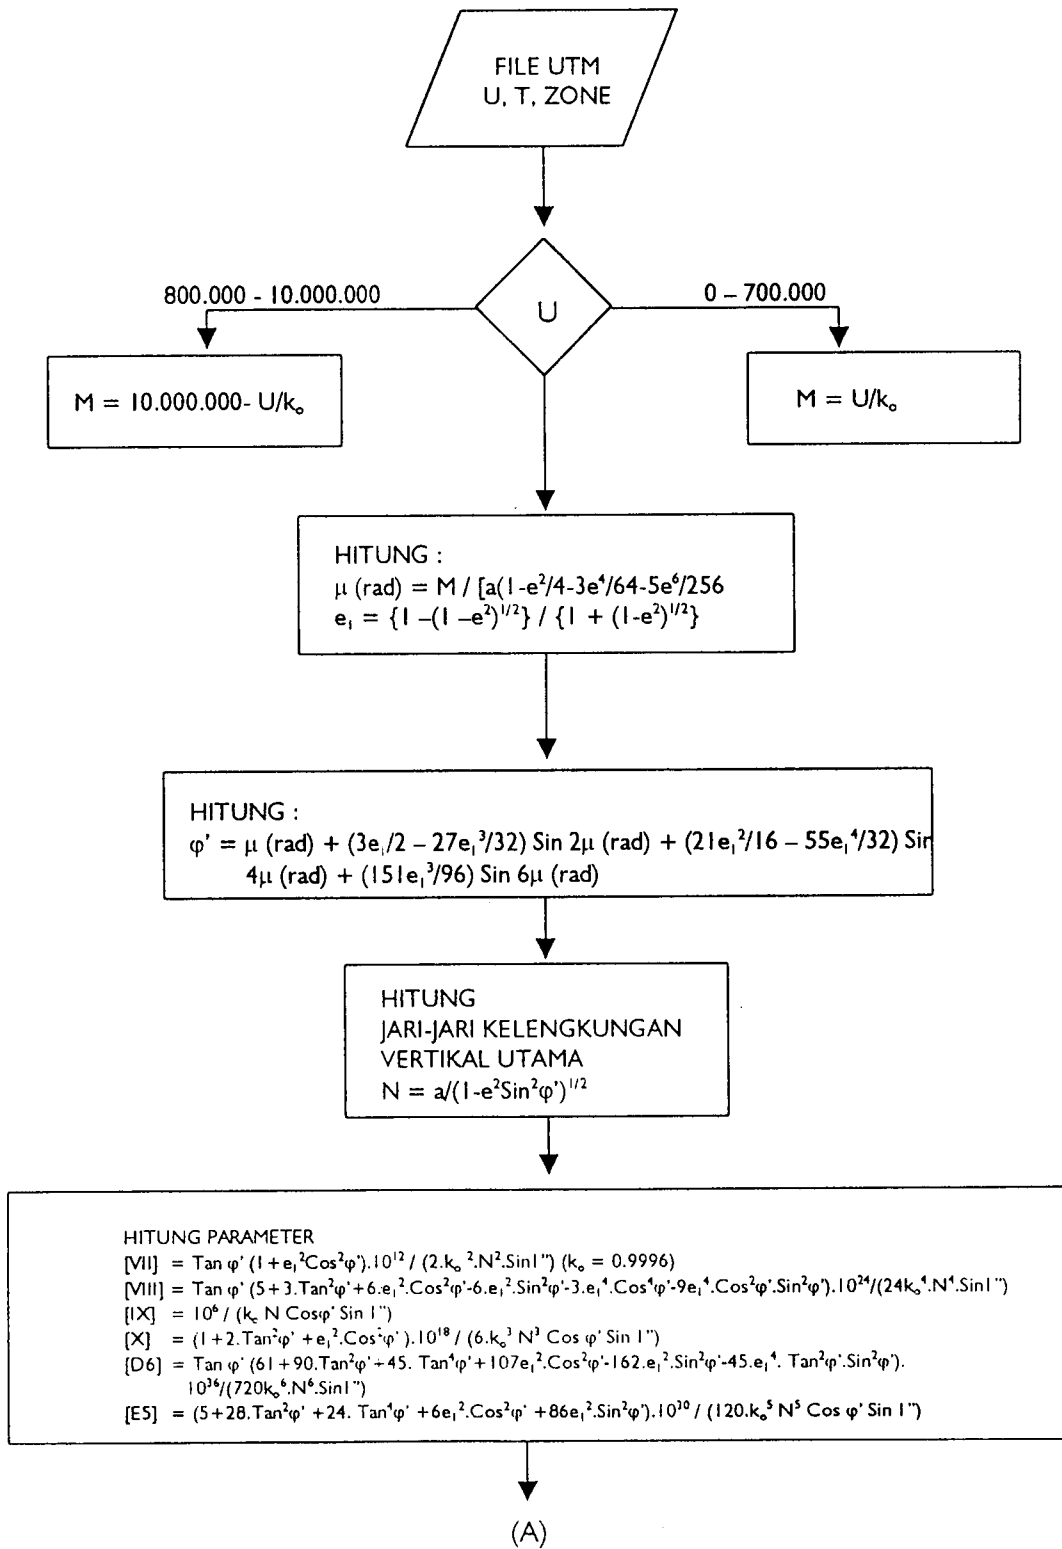 FILE UTM
U, T, ZONE
800.000 - 10.000.000
0 – 700.000
U
M = 10.000.000- U/kₒ
M = U/kₒ
HITUNG :
μ (rad) = M / [a(1-e²/4-3e⁴/64-5e⁶/256
e₁ = {1 –(1 –e²)^1/2} / {1 + (1-e²)^1/2}
HITUNG :
φ' = μ (rad) + (3e₁/2 – 27e₁³/32) Sin 2μ (rad) + (21e₁²/16 – 55e₁⁴/32) Sin
4μ (rad) + (151e₁³/96) Sin 6μ (rad)
HITUNG
JARI-JARI KELENGKUNGAN
VERTIKAL UTAMA
N = a/(1-e²Sin²φ')^1/2
HITUNG PARAMETER
[VII] = Tan φ' (1+e₁²Cos²φ').10¹² / (2.kₒ².N².Sin1") (kₒ = 0.9996)
[VIII] = Tan φ' (5+3.Tan²φ'+6.e₁².Cos²φ'-6.e₁².Sin²φ'-3.e₁⁴.Cos⁴φ'-9e₁⁴.Cos²φ'.Sin²φ').10²⁴/(24kₒ⁴.N⁴.Sin1")
[IX] = 10⁶ / (kₒ N Cosφ' Sin 1")
[X] = (1+2.Tan²φ' +e₁².Cos²φ' ).10¹⁸ / (6.kₒ³ N³ Cos φ' Sin 1")
[D6] = Tan φ' (61+90.Tan²φ'+45. Tan⁴φ'+107e₁².Cos²φ'-162.e₁².Sin²φ'-45.e₁⁴. Tan²φ'.Sin²φ').
10³⁶/(720kₒ⁶.N⁶.Sin1")
[E5] = (5+28.Tan²φ' +24. Tan⁴φ' +6e₁².Cos²φ' +86e₁².Sin²φ').10³⁰ / (120.kₒ⁵ N⁵ Cos φ' Sin 1")
(A)